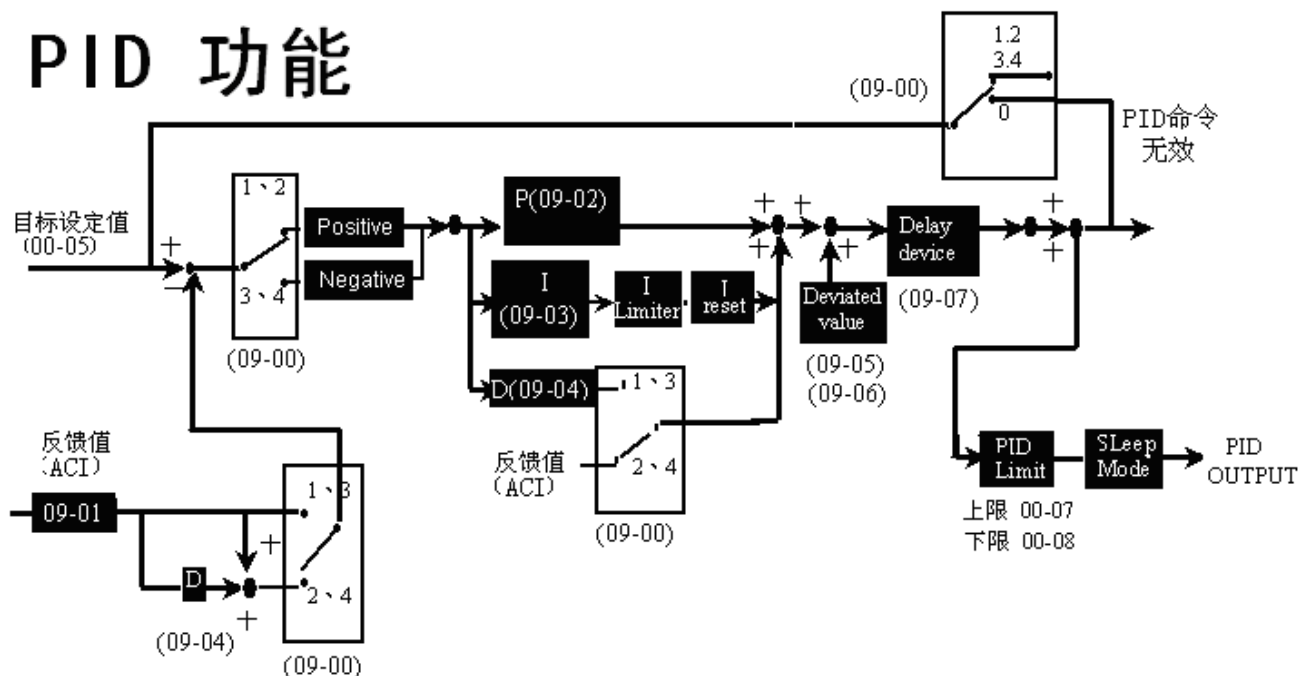 PID 功能
1.2
3.4
(09-00)
0
PID命令
无效
目标设定值
(00-05)
+
−
1、2
3、4
(09-00)
Positive
Negative
P(09-02)
I
(09-03)
I
Limiter
I
reset
D(09-04)
1、3
2、4
(09-00)
反馈值
(ACI)
+
+
+
+
Deviated
value
(09-05)
(09-06)
Delay
device
(09-07)
+
+
PID
Limit
上限 00-07
下限 00-08
SLeep
Mode
PID
OUTPUT
反馈值
(ACI)
09-01
D
(09-04)
+
+
1、3
2、4
(09-00)